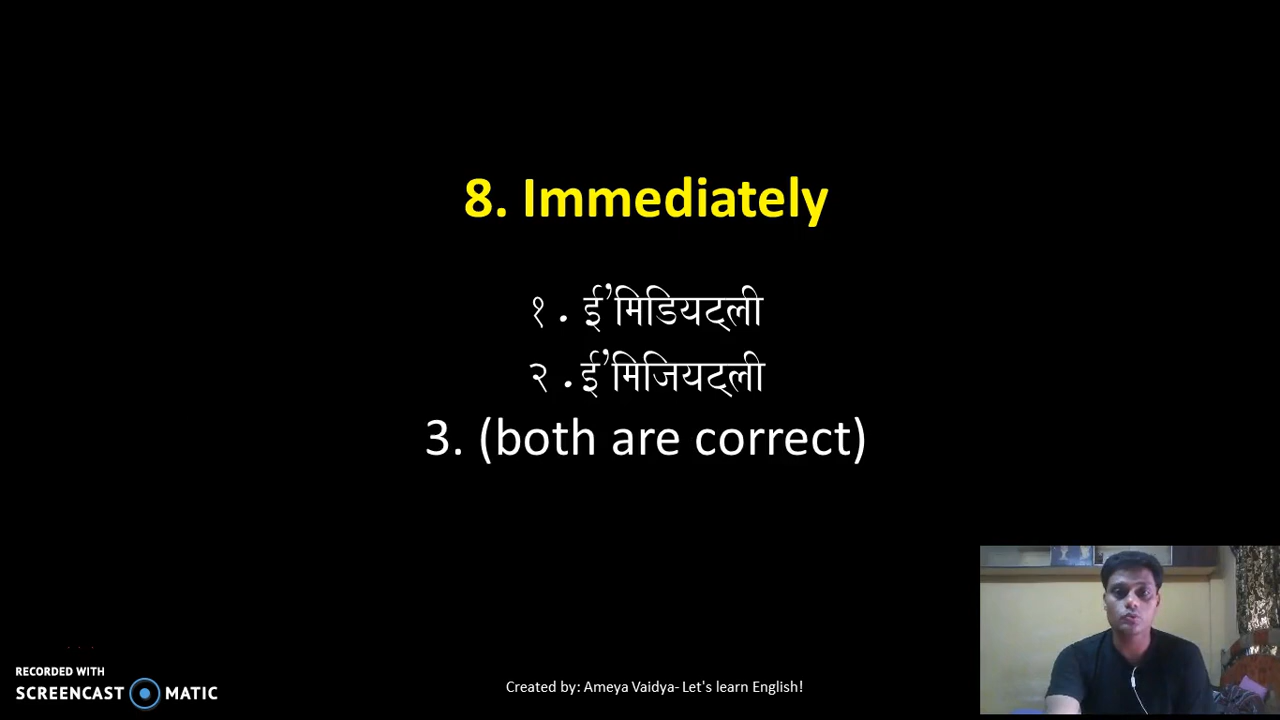 8. Immediately
१. ई’मिडियट्ली
२.ई’मिजियट्ली
3. (both are correct)
RECORDED WITH
SCREENCAST MATIC
Created by: Ameya Vaidya- Let's learn English!